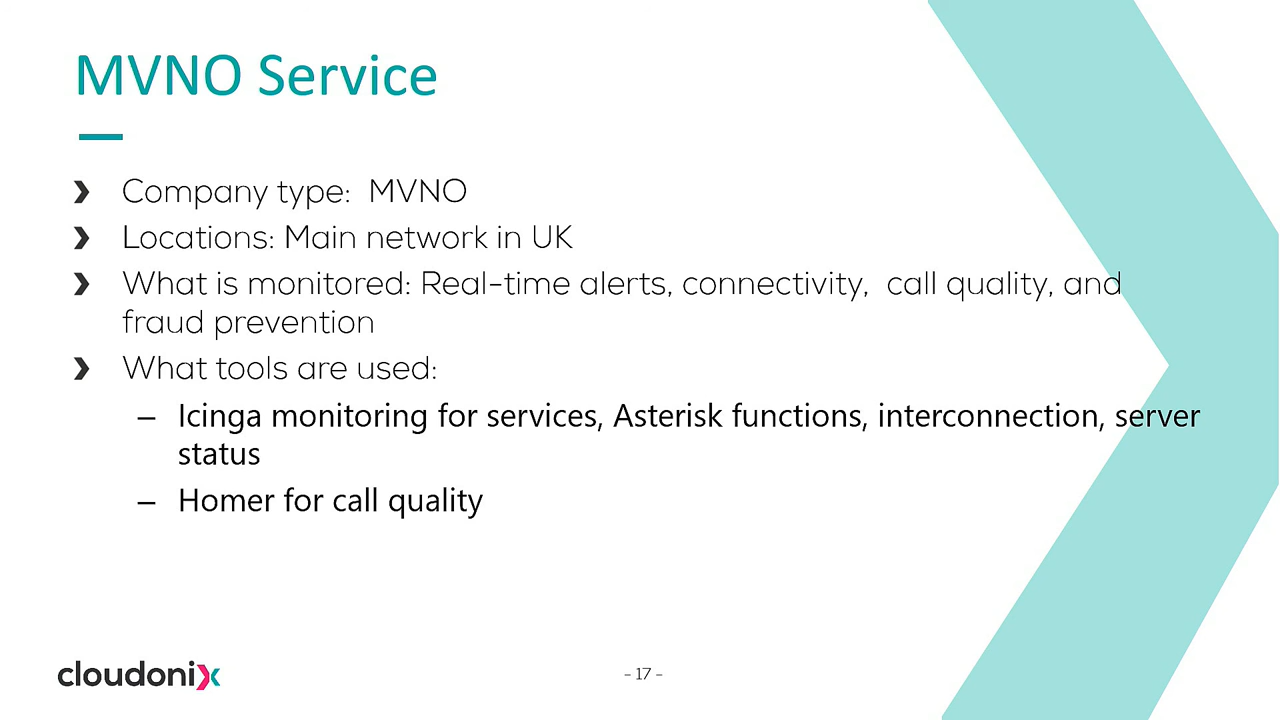 MVNO Service
Company type:  MVNO
Locations: Main network in UK
What is monitored: Real-time alerts, connectivity,  call quality, and
fraud prevention
What tools are used:
– Icinga monitoring for services, Asterisk functions, interconnection, server
status
– Homer for call quality
cloudonix
- 17 -